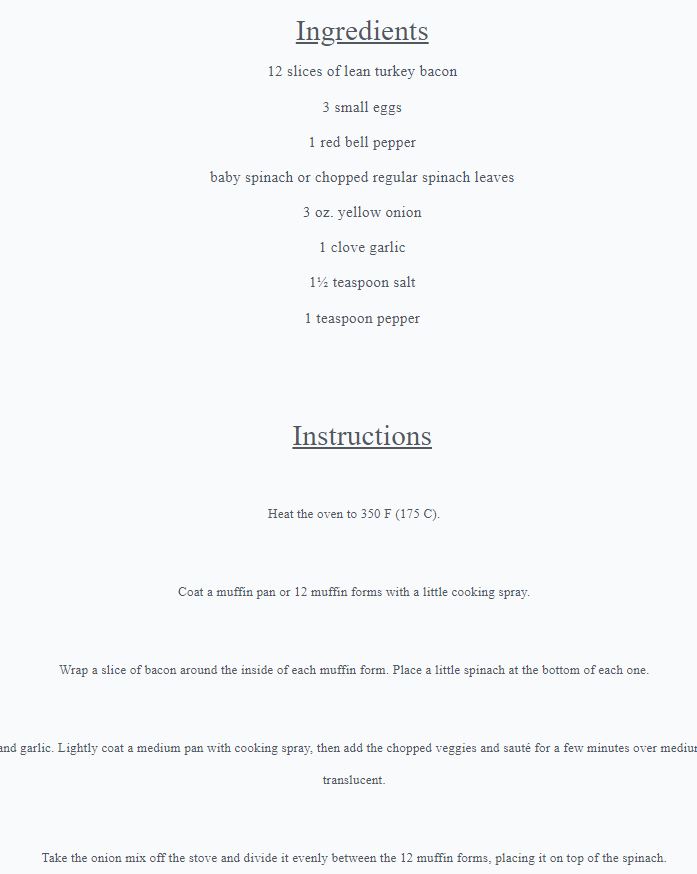 Ingredients
12 slices of lean turkey bacon
3 small eggs
1 red bell pepper
baby spinach or chopped regular spinach leaves
3 oz. yellow onion
1 clove garlic
1½ teaspoon salt
1 teaspoon pepper
Instructions
Heat the oven to 350 F (175 C).
Coat a muffin pan or 12 muffin forms with a little cooking spray.
Wrap a slice of bacon around the inside of each muffin form. Place a little spinach at the bottom of each one.
and garlic. Lightly coat a medium pan with cooking spray, then add the chopped veggies and sauté for a few minutes over
translucent.
Take the onion mix off the stove and divide it evenly between the 12 muffin forms, placing it on top of the spinach.